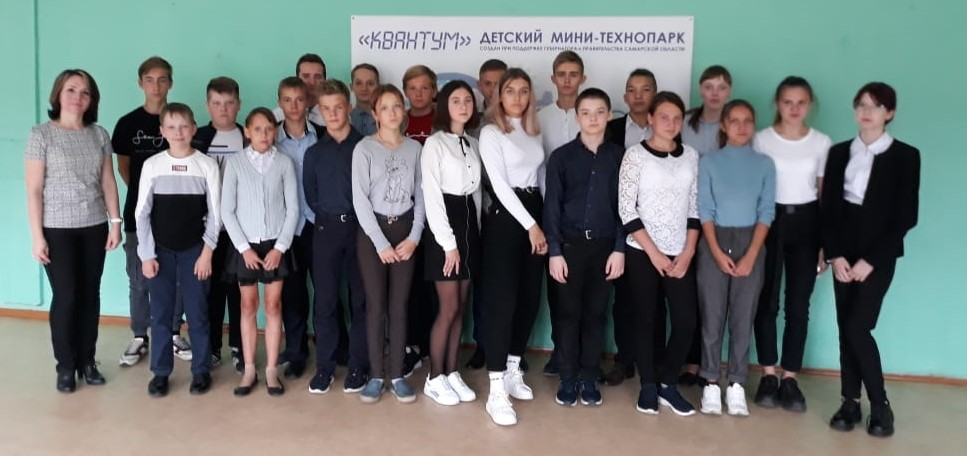 «КВАНТУМ» ДЕТСКИЙ МИНИ-ТЕХНОПАРК
СОЗДАН ПРИ ПОДДЕРЖКЕ ГУБЕРНАТОРА И ПРАВИТЕЛЬСТВА САМАРСКОЙ ОБЛАСТИ